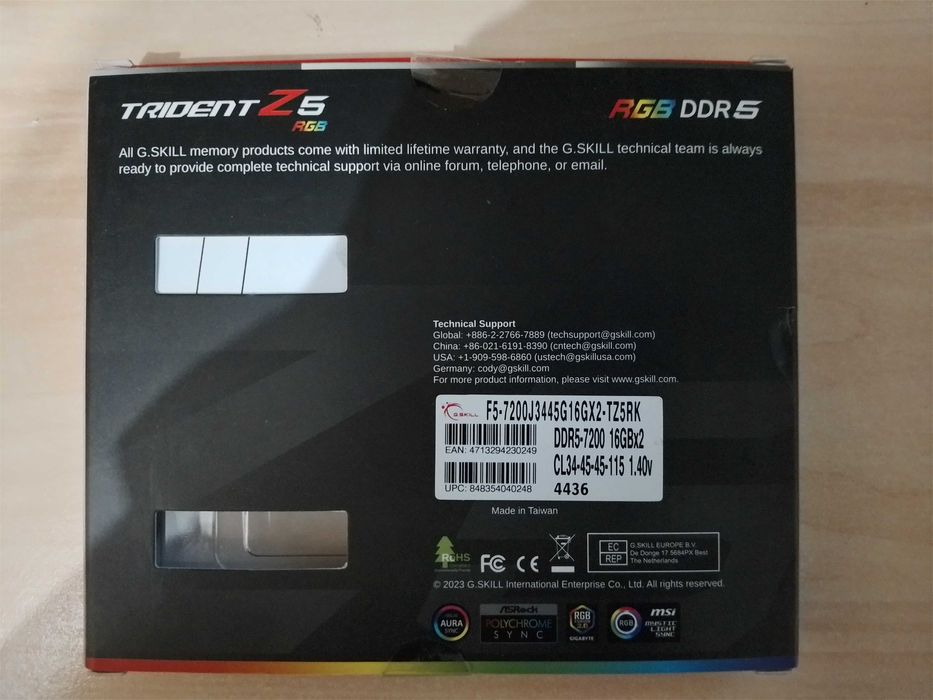 TRIDENT Z5
RGB
RGB DDR5
All G.SKILL memory products come with limited lifetime warranty, and the G.SKILL technical team is always
ready to provide complete technical support via online forum, telephone, or email.
Technical Support
Global: +886-2-2766-7889 (techsupport@gskill.com)
China: +86-021-6191-8390 (cntech@gskill.com)
USA: +1-909-598-6860 (ustech@gskillusa.com)
Germany: cody@gskill.com
For more product information, please visit www.gskill.com.
G.SKILL F5-7200J3445G16GX2-TZ5RK
DDR5-7200 16GBx2
EAN: 4713294230249
CL34-45-45-115 1.40v
UPC: 848354040248
4436
Made in Taiwan
RoHS
FC CE
EC REP
G.SKILL EUROPE B.V.
De Donge 17.5684PX Best
The Netherlands
© 2023 G.SKILL International Enterprise Co., Ltd. All rights reserved.
AURA
SYNC
ASRock
POLYCHROME
SYNC
RGB
2.0
GIGABYTE
RGB
msi
MYSTIC
LIGHT
SYNC